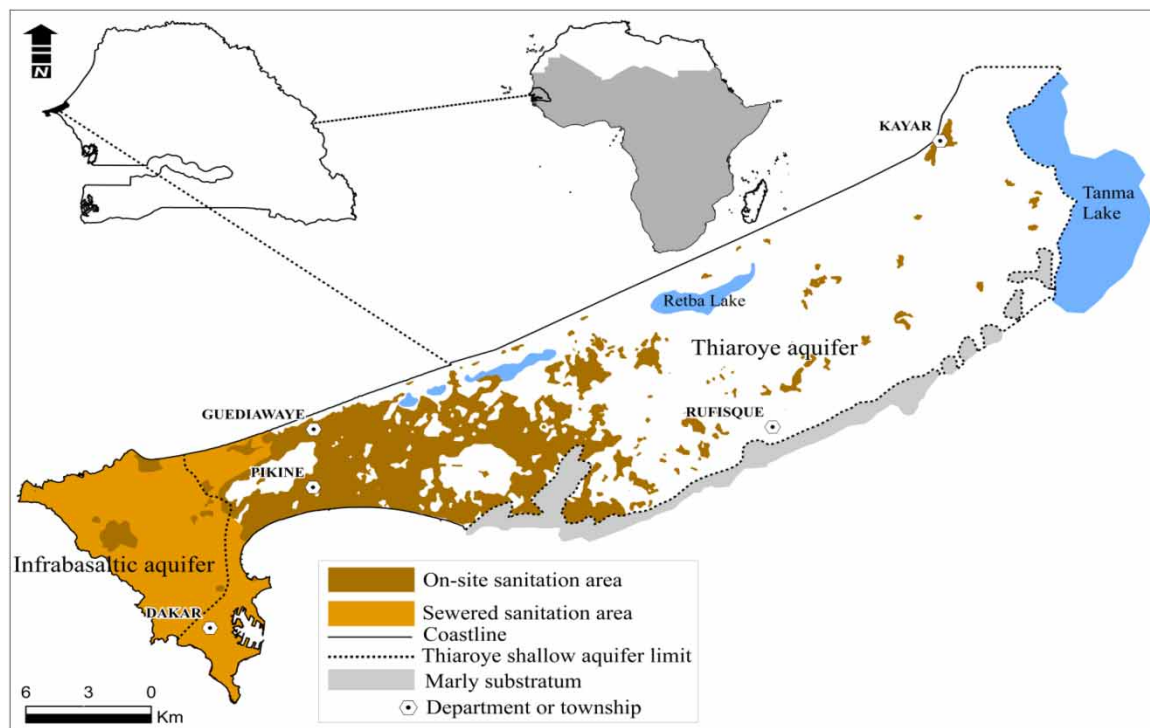 N
KAYAR
Tanma
Lake
Retba Lake
Thiaroye aquifer
GUEDIAWAYE
RUFISQUE
PIKINE
Infrabasaltic aquifer
DAKAR
On-site sanitation area
Sewered sanitation area
Coastline
Thiaroye shallow aquifer limit
Marly substratum
Department or township
6 3 0
Km